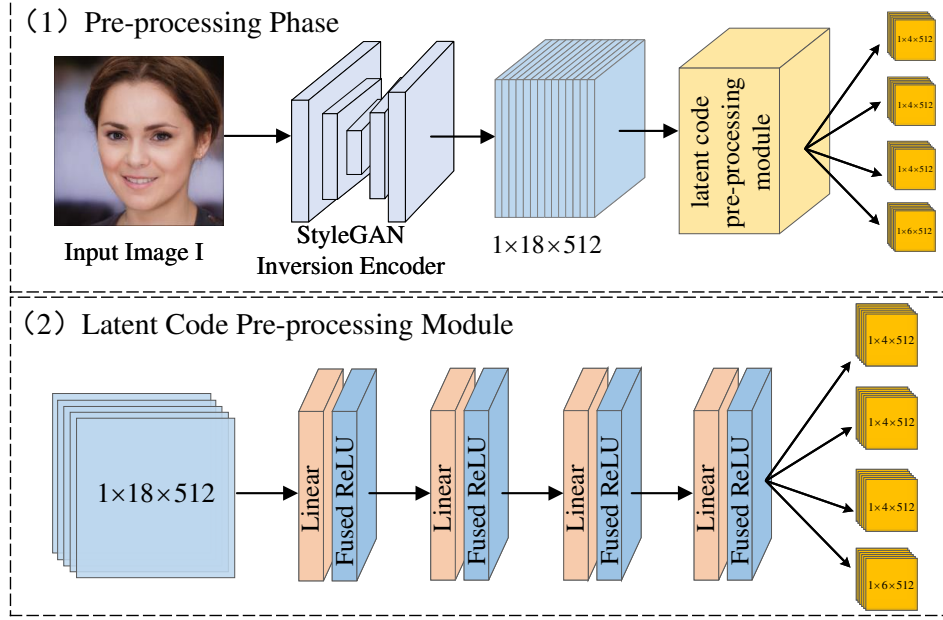 （1）Pre-processing Phase
Input Image I
StyleGAN
Inversion Encoder
1×18×512
latent code
pre-processing
module
1×4×512
1×4×512
1×4×512
1×6×512
（2）Latent Code Pre-processing Module
1×18×512
Linear
Fused ReLU
Linear
Fused ReLU
Linear
Fused ReLU
Linear
Fused ReLU
1×4×512
1×4×512
1×4×512
1×6×512